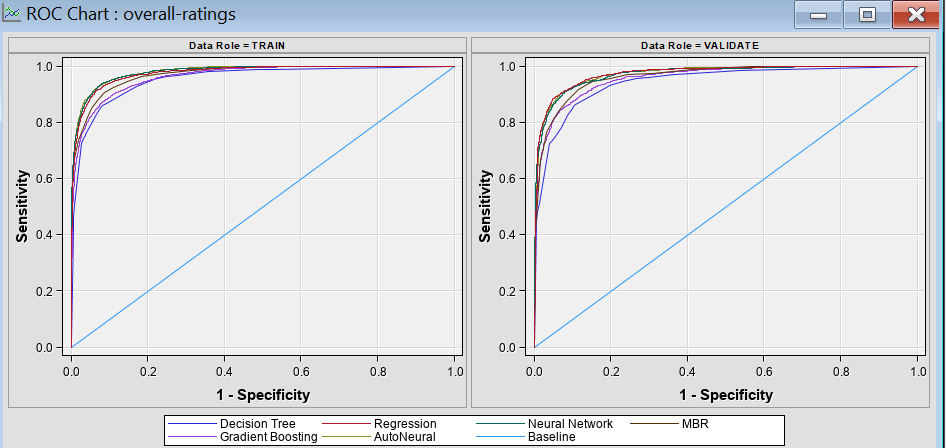 ROC Chart : overall-ratings
Data Role = TRAIN
Data Role = VALIDATE
1.0
0.8
0.6
0.4
0.2
0.0
Sensitivity
0.0 0.2 0.4 0.6 0.8 1.0
1 - Specificity
1.0
0.8
0.6
0.4
0.2
0.0
Sensitivity
0.0 0.2 0.4 0.6 0.8 1.0
1 - Specificity
Decision Tree Regression Neural Network MBR
Gradient Boosting AutoNeural Baseline